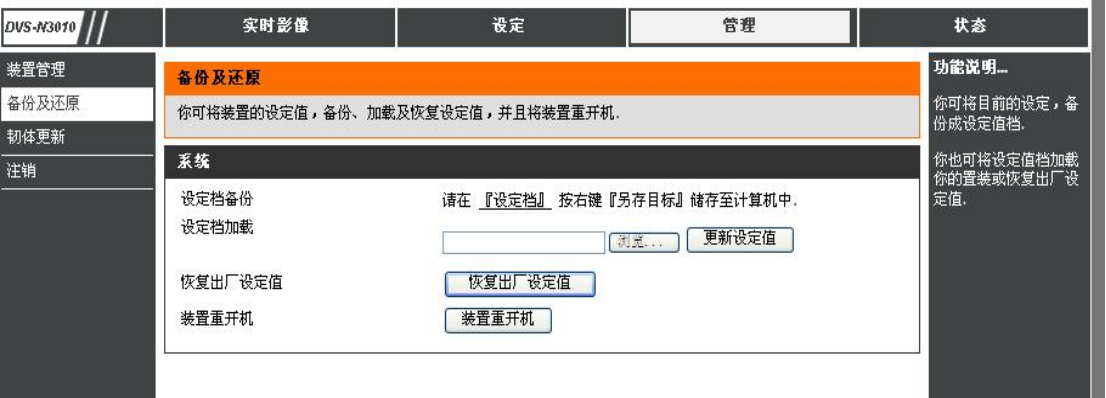 DVS-N3010
实时影像
设定
管理
状态
装置管理
备份及还原
韧体更新
注销
备份及还原
你可将装置的设定值，备份、加载及恢复设定值，并且将装置重开机.
系统
设定档备份
请在 『设定档』 按右键『另存目标』储存至计算机中.
设定档加载
浏览...
更新设定值
恢复出厂设定值
恢复出厂设定值
装置重开机
装置重开机
功能说明...
你可将目前的设定，备
份成设定值档.
你也可将设定值档加载
你的置装或恢复出厂设
定值.